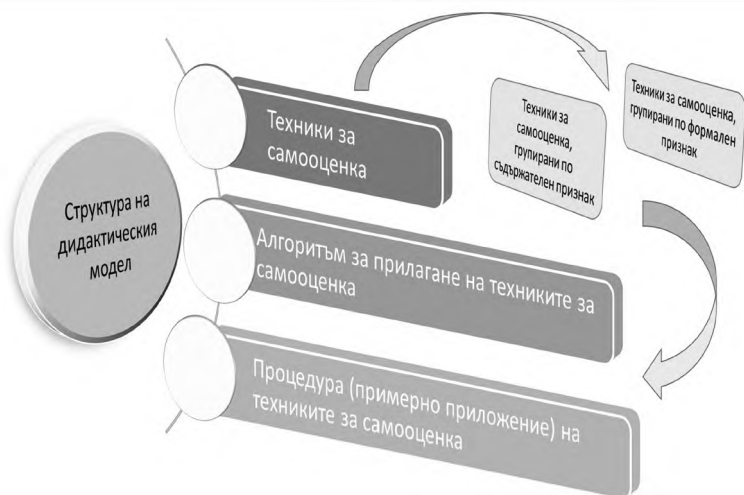 Структура на
дидактическия
модел
Техники за
самооценка
Техники за
самооценка,
групирани по
съдържателен признак
Техники за самооценка,
групирани по формален
признак
Алгоритъм за прилагане на техниките за
самооценка
Процедура (примерно приложение) на
техниките за самооценка